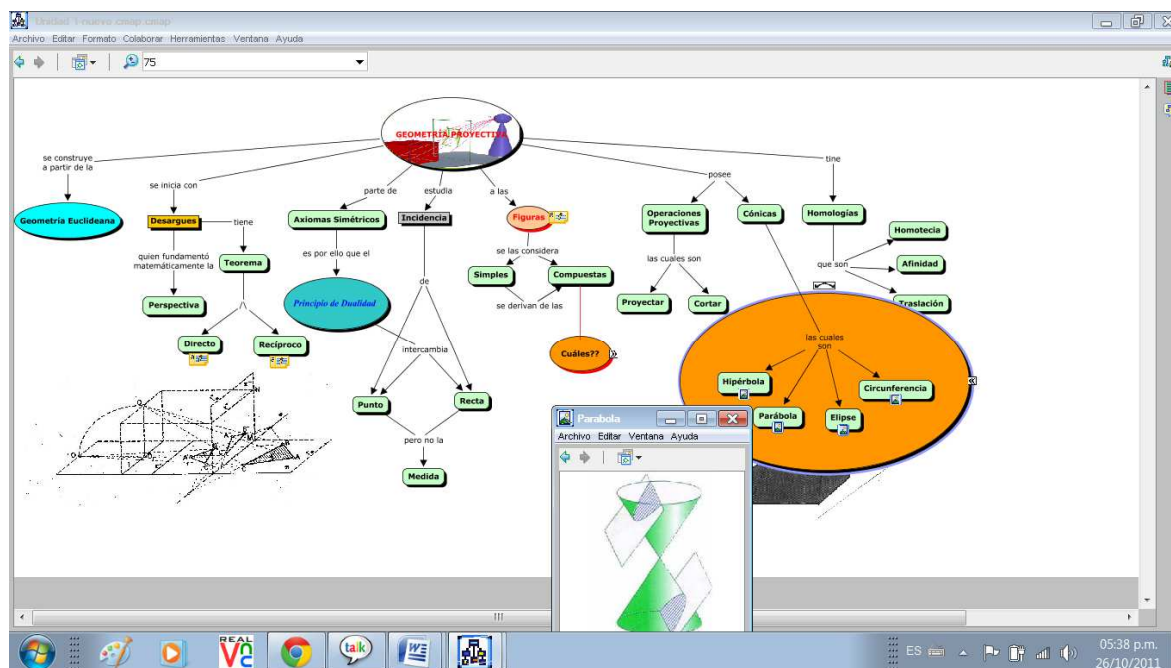 Unidad 1-nuevo cmap.cmap
Archivo Editar Formato Colaborar Herramientas Ventana Ayuda
75
GEOMETRÍA PROYECTIVA
se construye
a partir de la
Geometría Euclideana
se inicia con
Desargues
quien fundamentó
matemáticamente la
Perspectiva
tiene
Teorema
/\
Directo
Recíproco
parte de
Axiomas Simétricos
es por ello que el
Principio de Dualidad
intercambia
estudia
Incidencia
de
Punto
Recta
pero no la
Medida
a las
Figuras
se las considera
Simples
Compuestas
se derivan de las
Cuáles??
posee
Operaciones
Proyectivas
las cuales son
Proyectar
Cortar
Cónicas
las cuales
son
Hipérbola
Parábola
Elipse
Circunferencia
tine
Homologías
que son
Homotecia
Afinidad
Traslación
Parabola
Archivo Editar Ventana Ayuda
REAL
VNC
talk
ES
05:38 p.m.
26/10/2011